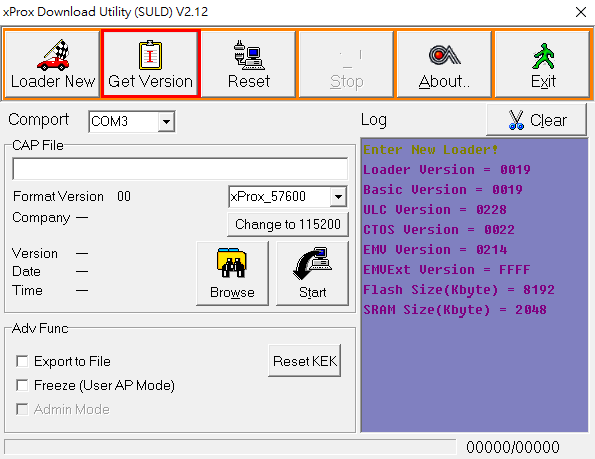 xProx Download Utility (SULD) V2.12
Loader New
Get Version
Reset
Stop
About..
Exit
Comport
COM3
Log
Clear
CAP File
Format Version 00
xProx_57600
Company —
Change to 115200
Version —
Date —
Time —
Browse
Start
Adv Func
Export to File
Reset KEK
Freeze (User AP Mode)
Admin Mode
Enter New Loader!
Loader Version = 0019
Basic Version = 0019
ULC Version = 0228
CTOS Version = 0022
EMV Version = 0214
EMVExt Version = FFFF
Flash Size(Kbyte) = 8192
SRAM Size(Kbyte) = 2048
00000/00000